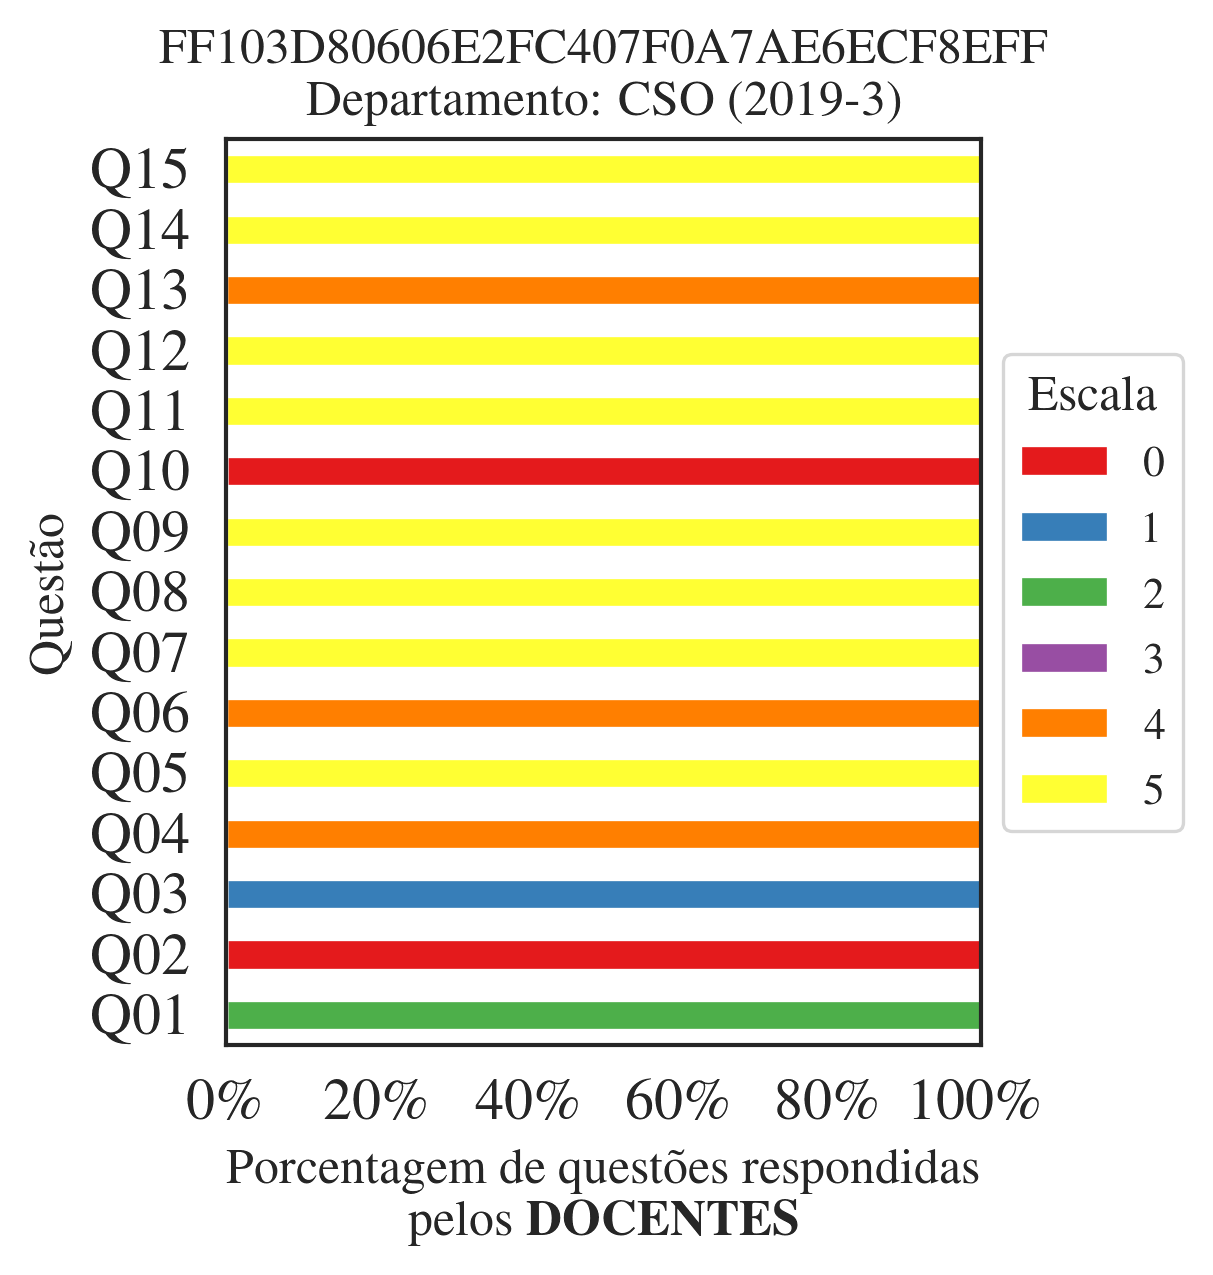 FF103D80606E2FC407F0A7AE6ECF8EFF
Departamento: CSO (2019-3)
Questão
Q15
Q14
Q13
Q12
Q11
Q10
Q09
Q08
Q07
Q06
Q05
Q04
Q03
Q02
Q01
0% 20% 40% 60% 80% 100%
Porcentagem de questões respondidas
pelos DOCENTES
Escala
0
1
2
3
4
5